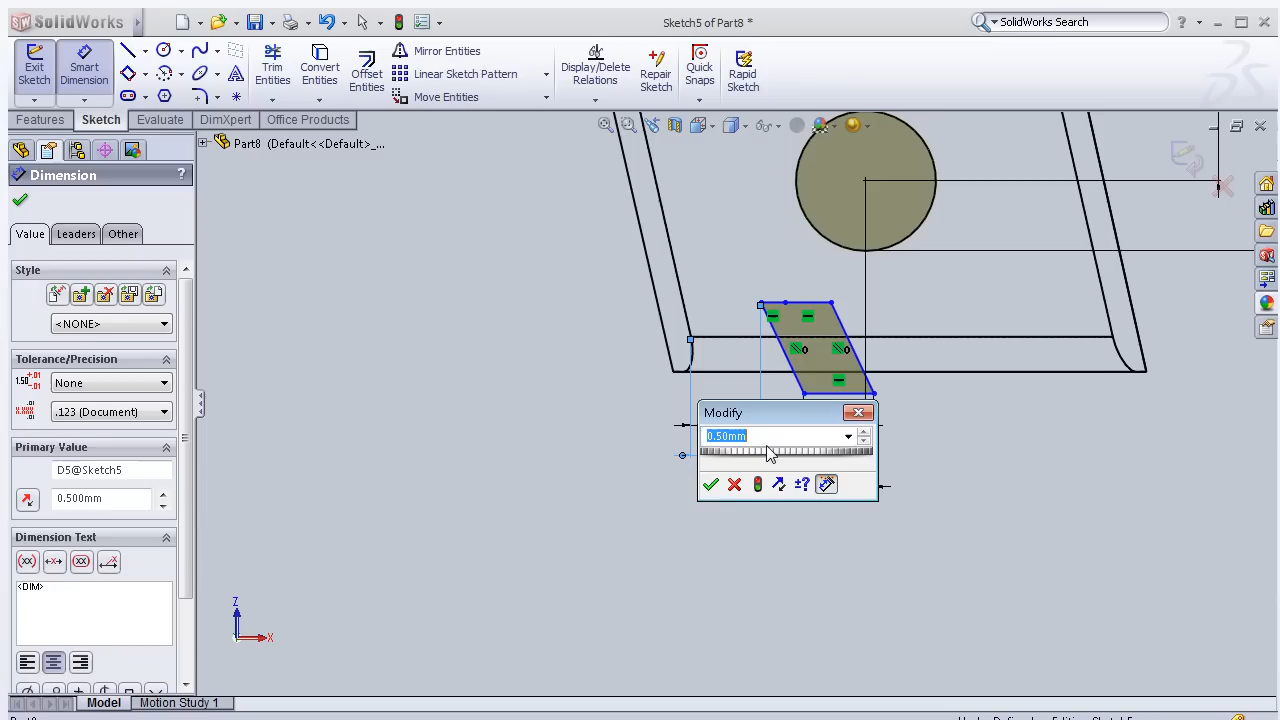 SolidWorks
Sketch5 of Part8 *
SolidWorks Search
?
Exit
Sketch
Smart
Dimension
Trim
Entities
Convert
Entities
Offset
Entities
Mirror Entities
Linear Sketch Pattern
Move Entities
Display/Delete
Relations
Repair
Sketch
Quick
Snaps
Rapid
Sketch
Features
Sketch
Evaluate
DimXpert
Office Products
Part8 (Default<<Default>_...
Dimension
?
Value
Leaders
Other
Style
<NONE>
Tolerance/Precision
None
.123 (Document)
Primary Value
D5@Sketch5
0.500mm
Dimension Text
<DIM>
Modify
0.50mm
Z
X
Model
Motion Study 1